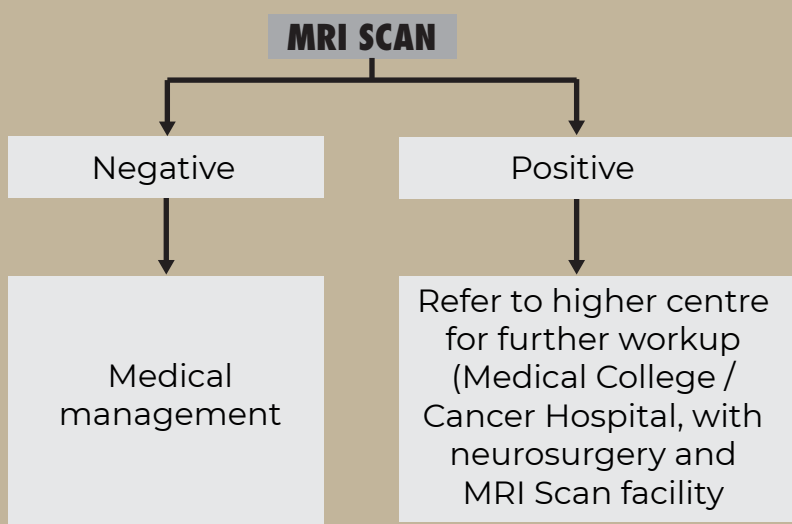 MRI SCAN
Negative
Positive
Medical
management
Refer to higher centre
for further workup
(Medical College /
Cancer Hospital, with
neurosurgery and
MRI Scan facility